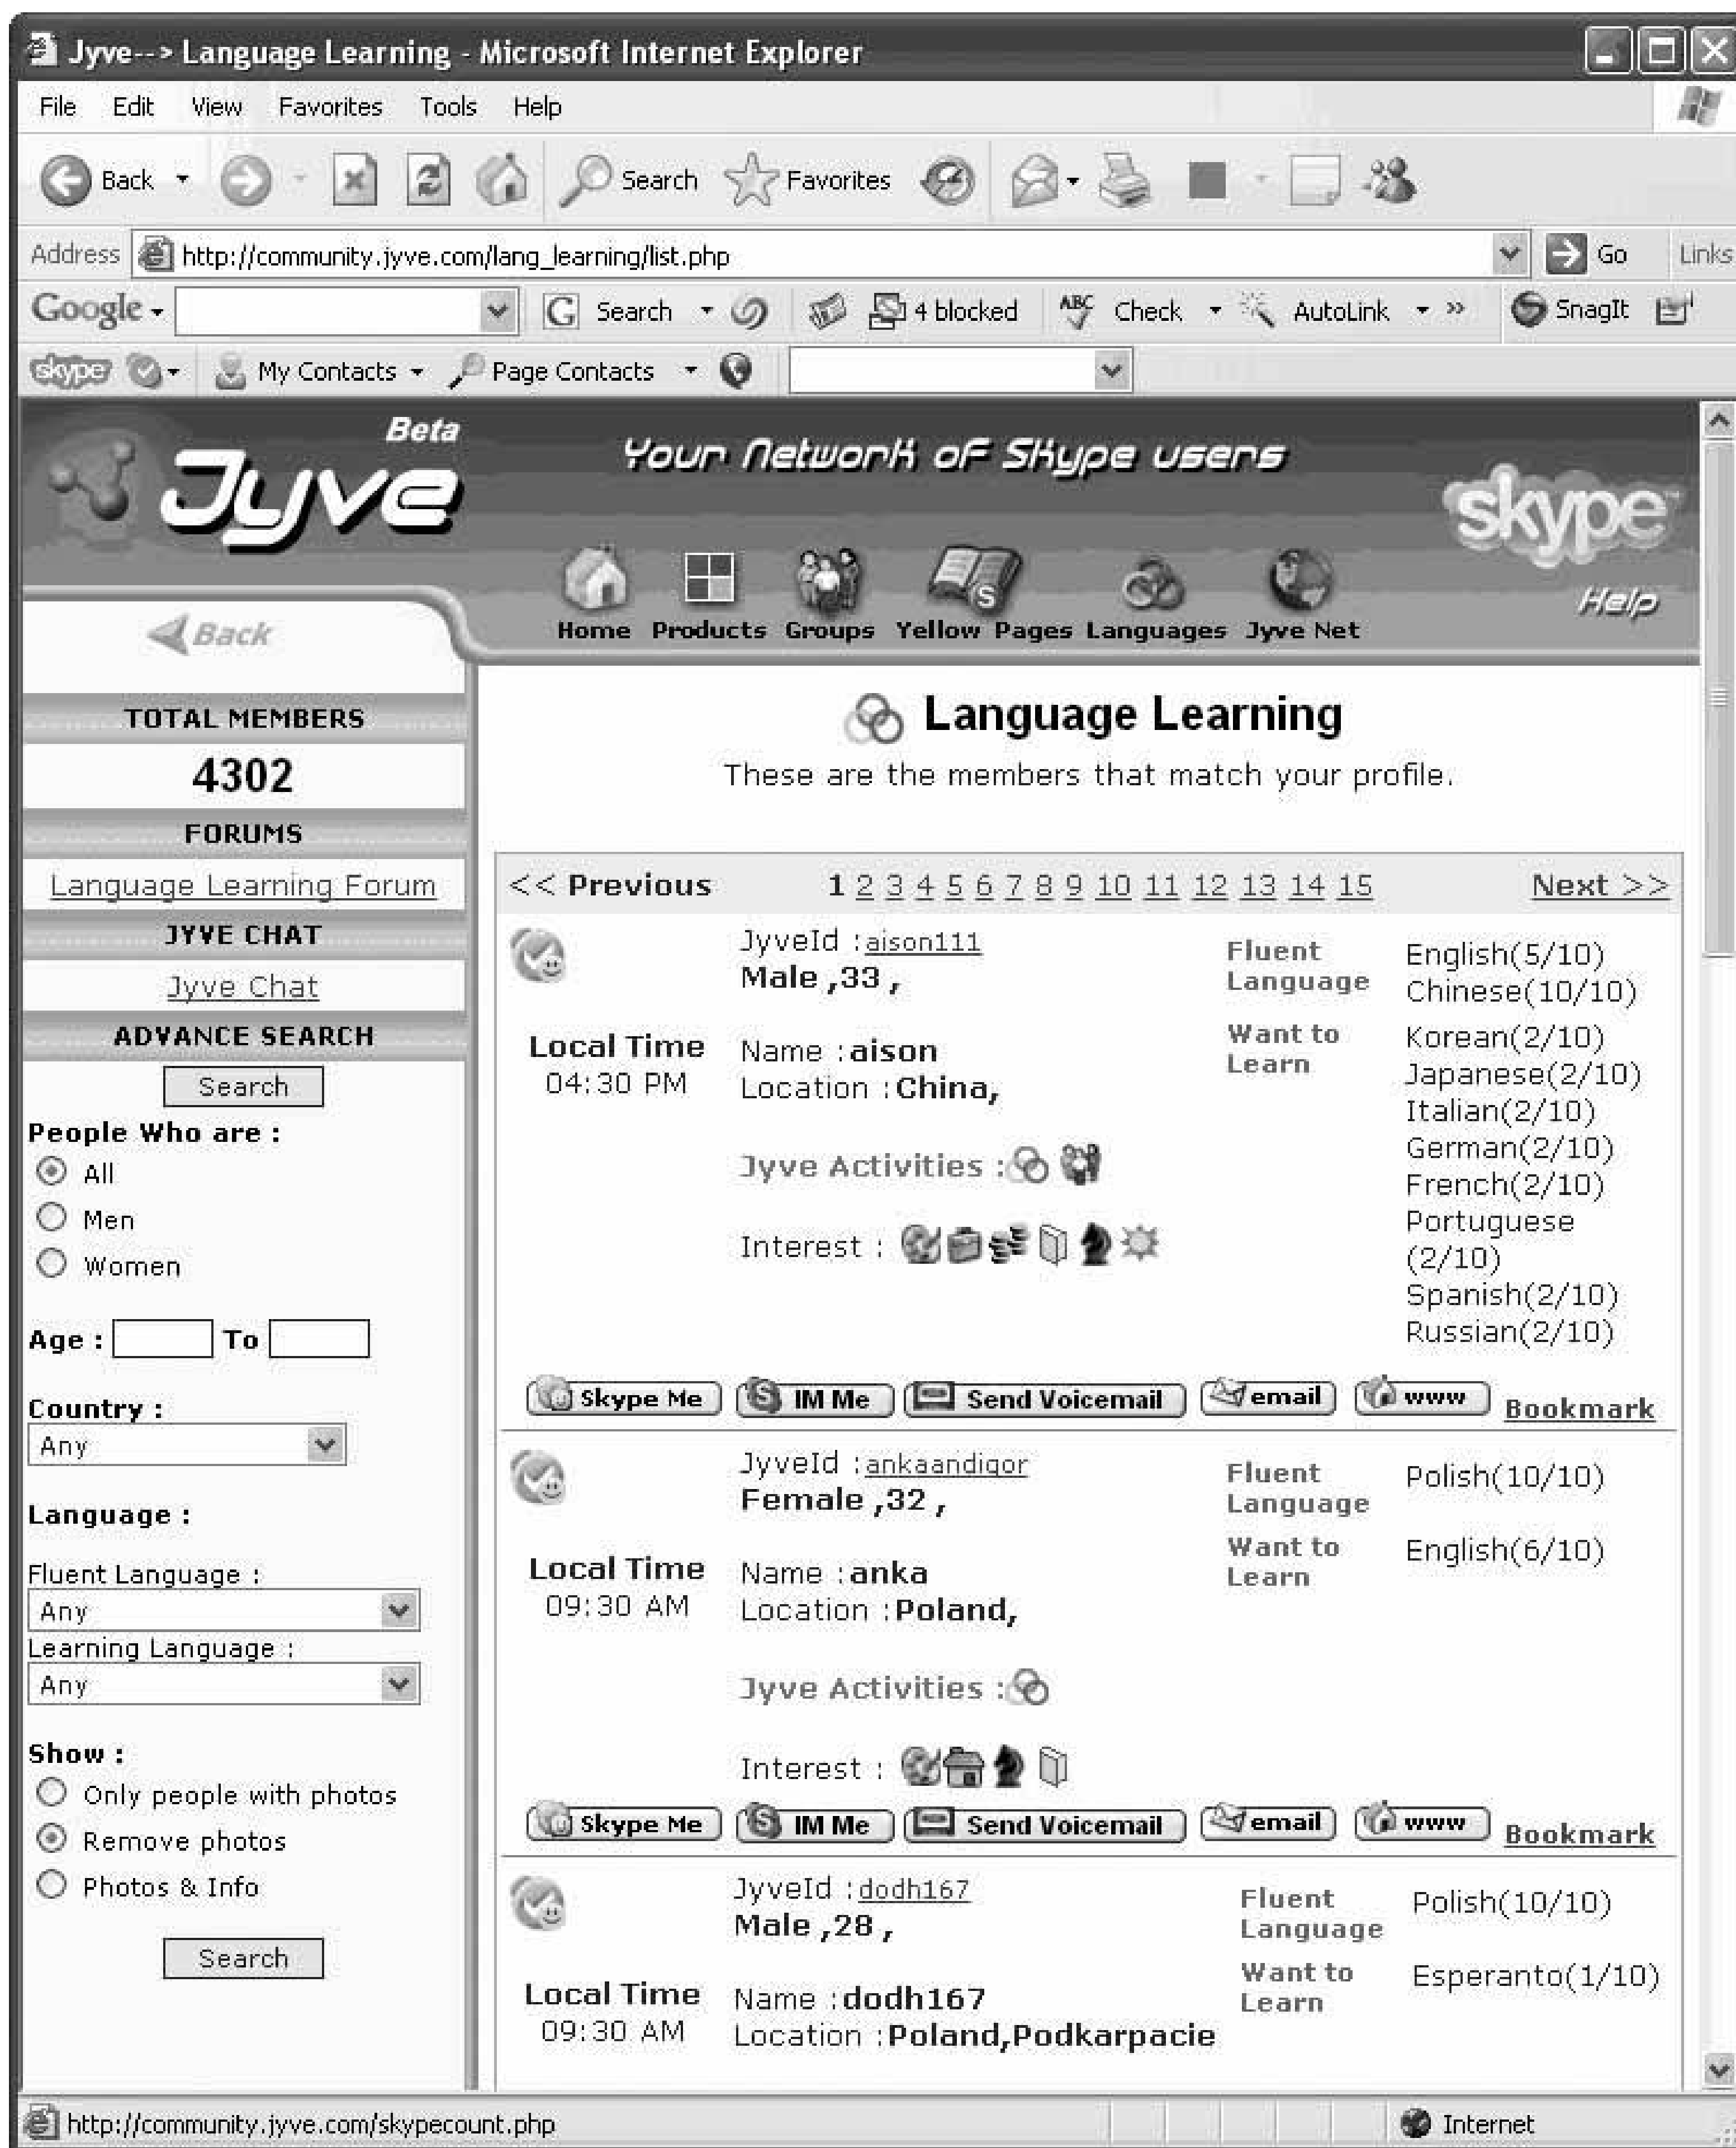 Jyve--> Language Learning - Microsoft Internet Explorer
File Edit View Favorites Tools Help
Back Search Favorites
Address http://community.jyve.com/lang_learning/list.php Go Links
Google Search 4 blocked ABC Check AutoLink » SnagIt
skype My Contacts Page Contacts
Beta
Jyve
Your Network of Skype users
skype
Help
Home Products Groups Yellow Pages Languages Jyve Net
Back
TOTAL MEMBERS
4302
FORUMS
Language Learning Forum
JYVE CHAT
Jyve Chat
ADVANCE SEARCH
Search
People Who are :
All
Men
Women
Age : To
Country :
Any
Language :
Fluent Language :
Any
Learning Language :
Any
Show :
Only people with photos
Remove photos
Photos & Info
Search
Language Learning
These are the members that match your profile.
<< Previous 1 2 3 4 5 6 7 8 9 10 11 12 13 14 15 Next >>
JyveId :aison111
Male ,33 ,
Local Time
04:30 PM
Name :aison
Location :China,
Jyve Activities :
Interest :
Fluent
Language
English(5/10)
Chinese(10/10)
Want to
Learn
Korean(2/10)
Japanese(2/10)
Italian(2/10)
German(2/10)
French(2/10)
Portuguese
(2/10)
Spanish(2/10)
Russian(2/10)
Skype Me IM Me Send Voicemail email www Bookmark
JyveId :ankaandigor
Female ,32 ,
Local Time
09:30 AM
Name :anka
Location :Poland,
Jyve Activities :
Interest :
Fluent
Language
Polish(10/10)
Want to
Learn
English(6/10)
Skype Me IM Me Send Voicemail email www Bookmark
JyveId :dodh167
Male ,28 ,
Local Time
09:30 AM
Name :dodh167
Location :Poland,Podkarpacie
Fluent
Language
Polish(10/10)
Want to
Learn
Esperanto(1/10)
http://community.jyve.com/skypecount.php Internet